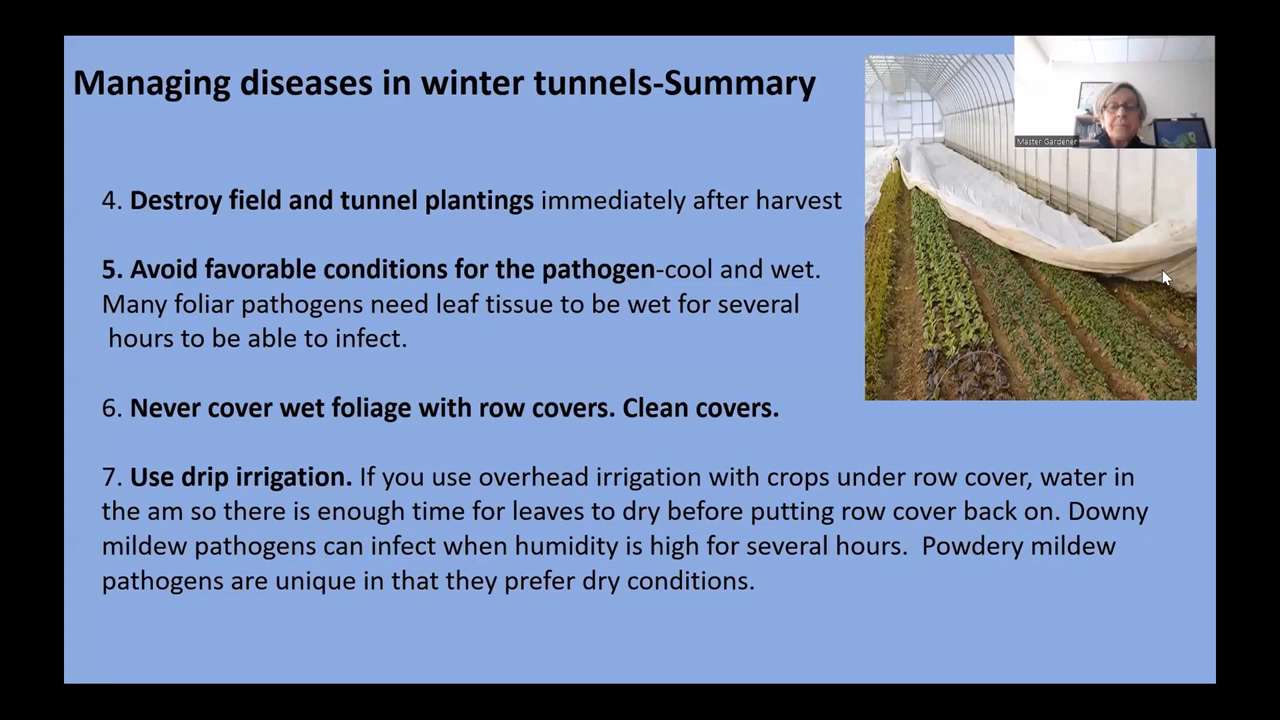 Managing diseases in winter tunnels-Summary
Master Gardener
4. Destroy field and tunnel plantings immediately after harvest
5. Avoid favorable conditions for the pathogen-cool and wet.
Many foliar pathogens need leaf tissue to be wet for several
hours to be able to infect.
6. Never cover wet foliage with row covers. Clean covers.
7. Use drip irrigation. If you use overhead irrigation with crops under row cover, water in
the am so there is enough time for leaves to dry before putting row cover back on. Downy
mildew pathogens can infect when humidity is high for several hours. Powdery mildew
pathogens are unique in that they prefer dry conditions.